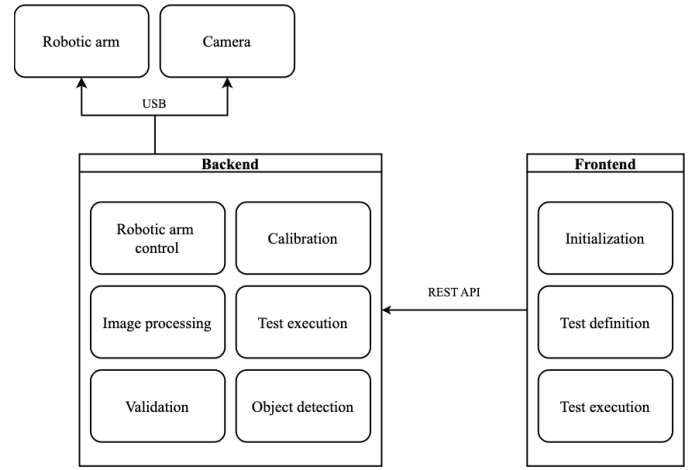 Robotic arm
Camera
USB
Backend
Frontend
Robotic arm
control
Calibration
Initialization
REST API
Image processing
Test execution
Test definition
Validation
Object detection
Test execution